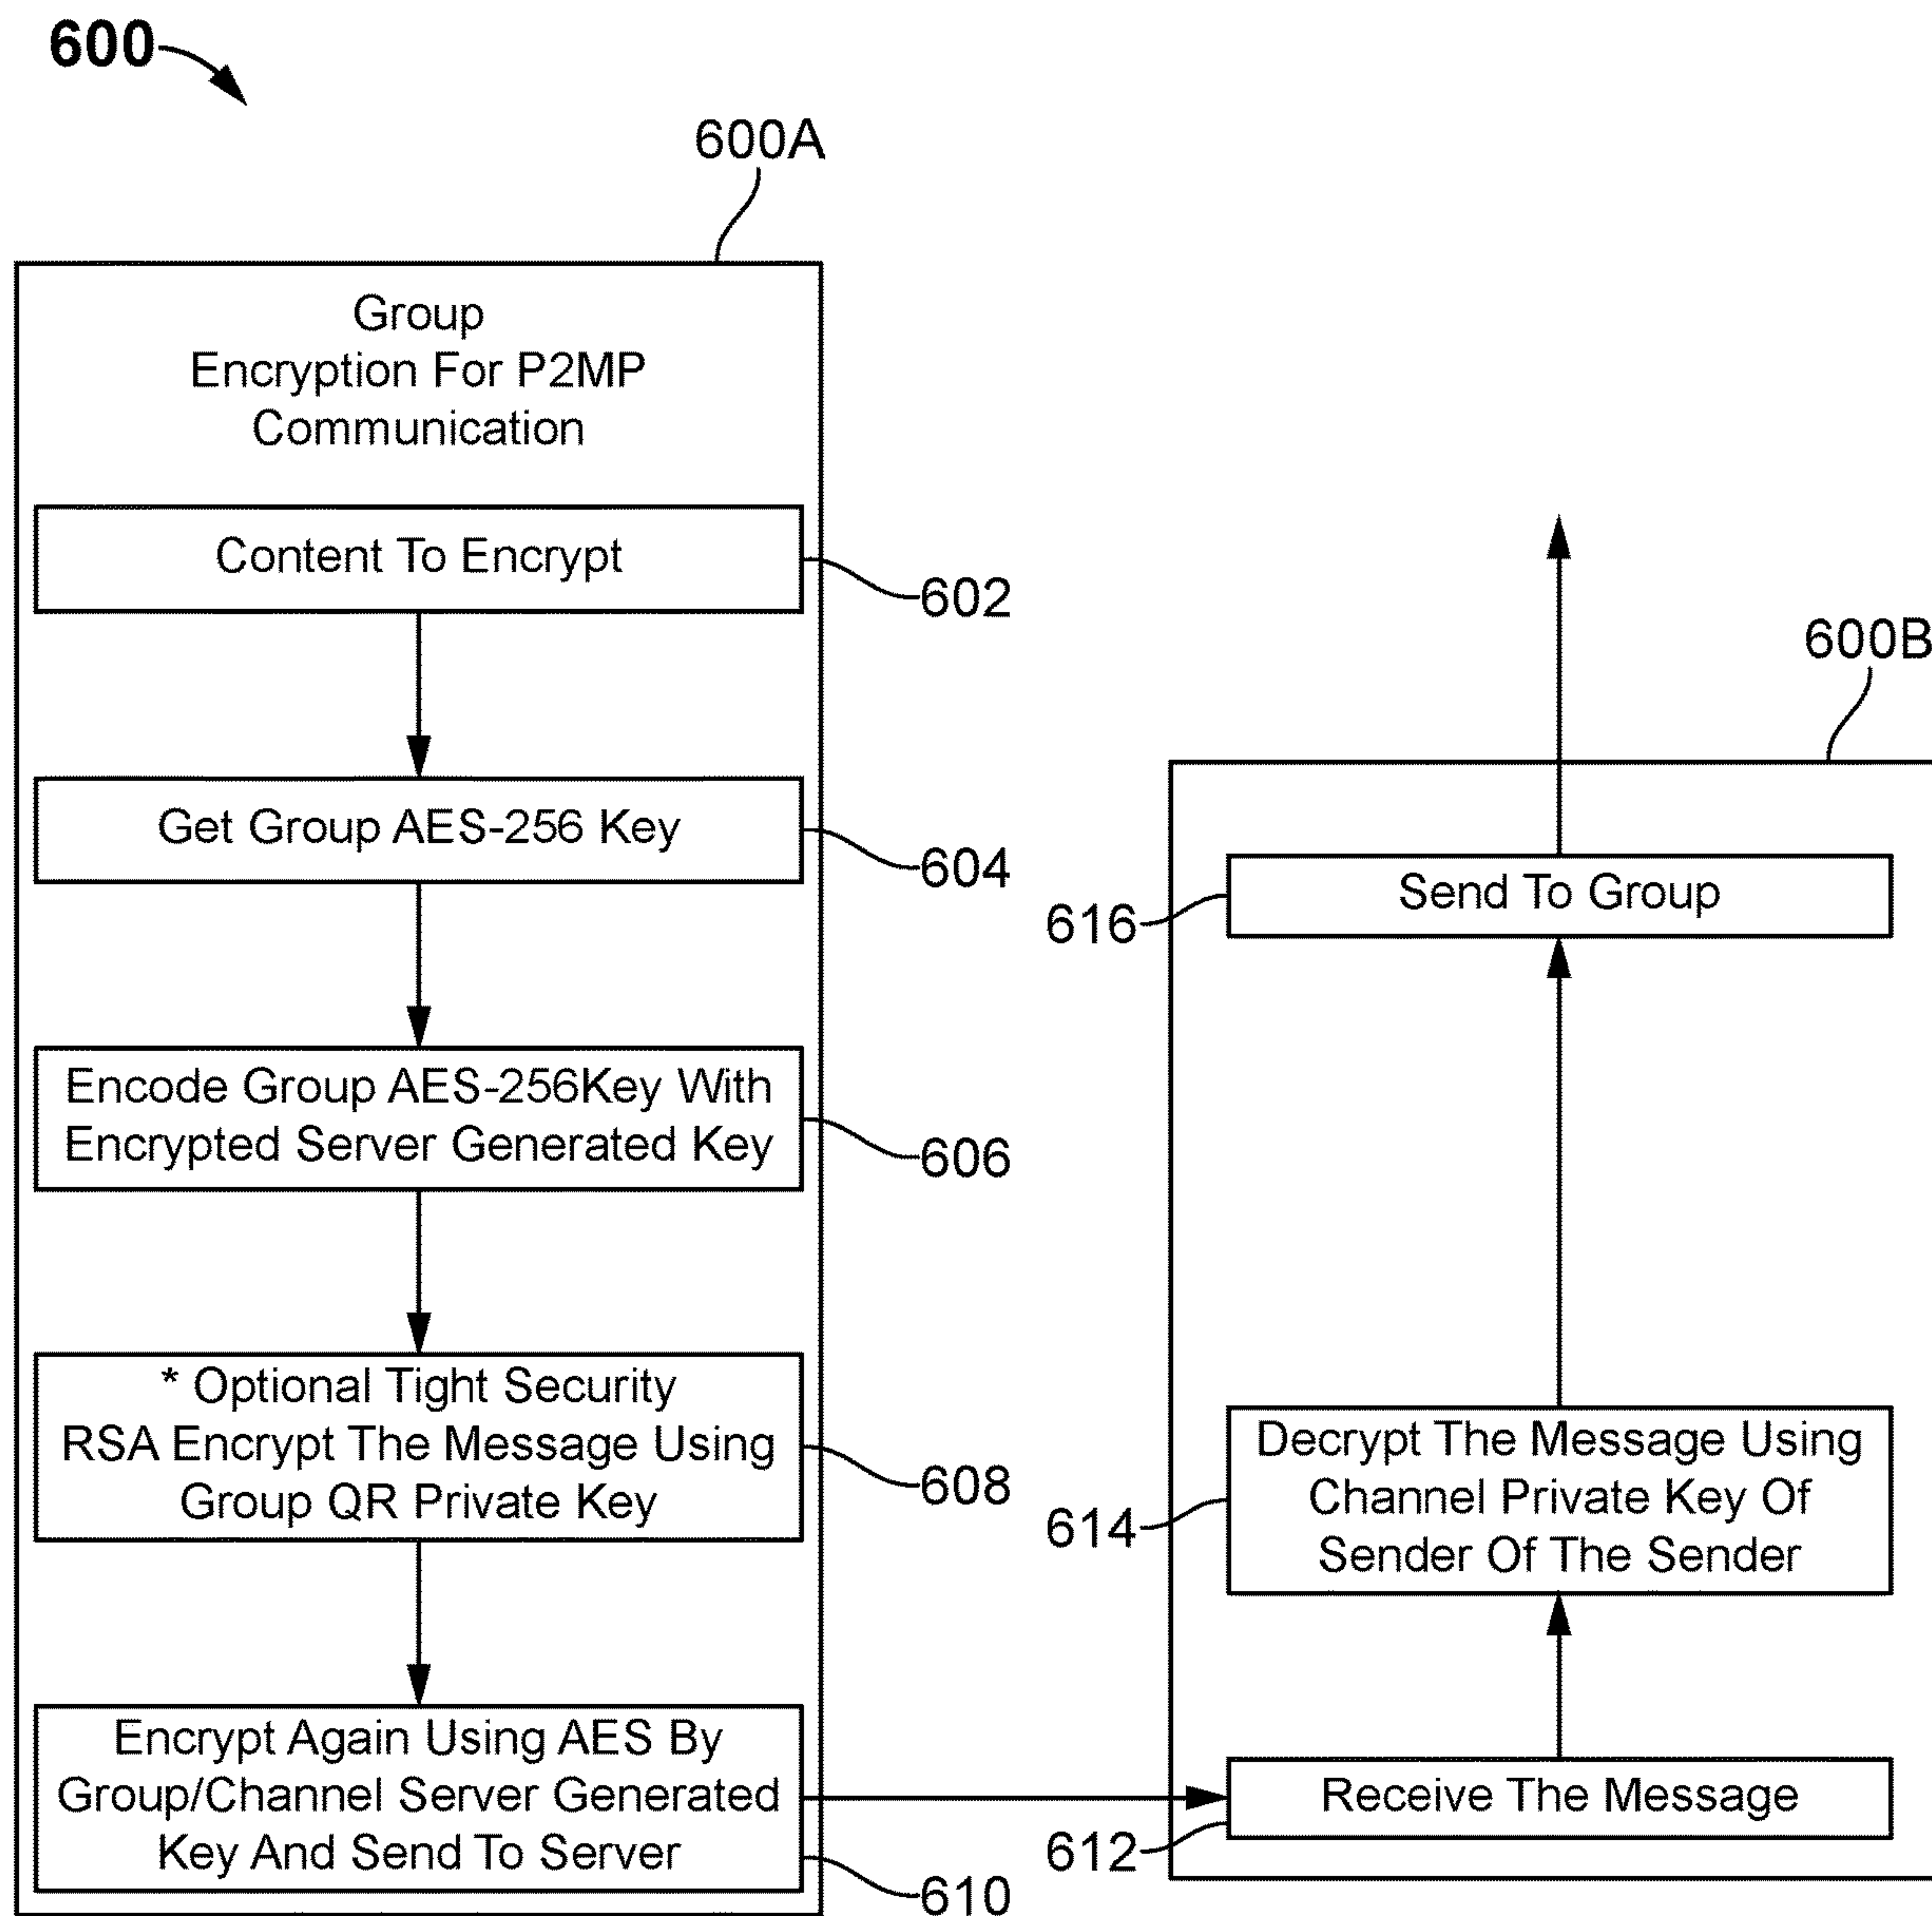 600
600A
Group
Encryption For P2MP
Communication
Content To Encrypt
602
Get Group AES-256 Key
604
Encode Group AES-256Key With
Encrypted Server Generated Key
606
* Optional Tight Security
RSA Encrypt The Message Using
Group QR Private Key
608
Encrypt Again Using AES By
Group/Channel Server Generated
Key And Send To Server
610
600B
Send To Group
616
Decrypt The Message Using
Channel Private Key Of
Sender Of The Sender
614
Receive The Message
612